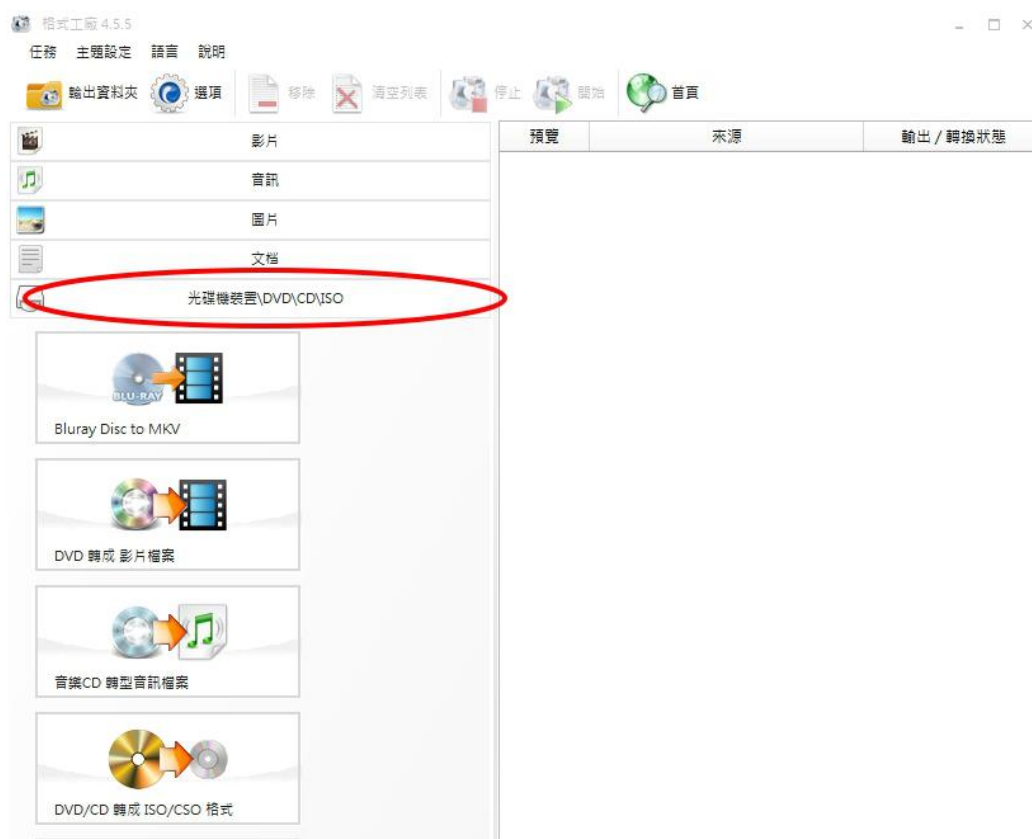 格式工廠 4.5.5
任務 主題設定 語言 說明
輸出資料夾 選項 移除 清空列表 停止 開始 首頁
影片 預覽 來源 輸出 / 轉換狀態
音訊
圖片
文档
光碟機裝置\DVD\CD\ISO
BLU-RAY
Bluray Disc to MKV
DVD 轉成 影片檔案
音樂CD 轉型音訊檔案
DVD/CD 轉成 ISO/CSO 格式